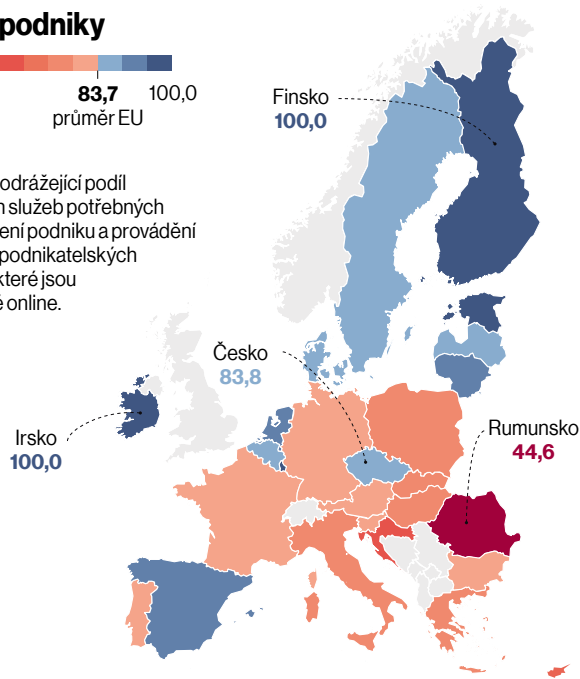 podniky
83,7 100,0
průměr EU
odrážející podíl
služeb potřebných
podniku a provádění
podnikatelských
které jsou
online.
Finsko
100,0
Česko
83,8
Irsko
100,0
Rumunsko
44,6